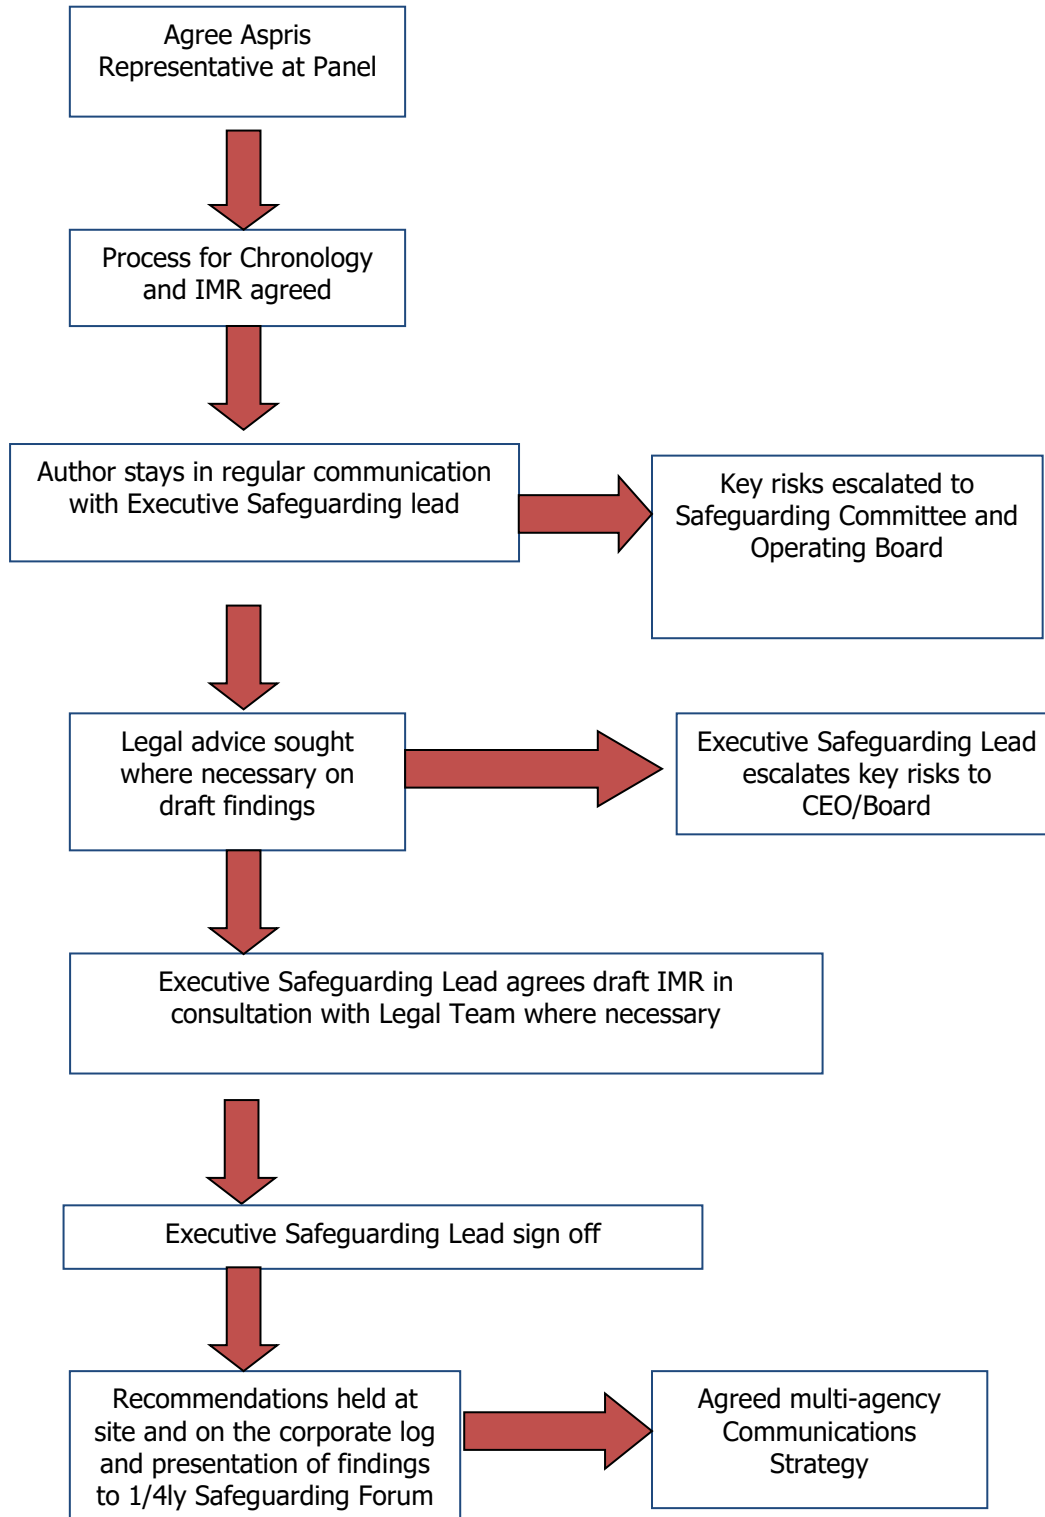 Agree Aspris
Representative at Panel
Process for Chronology
and IMR agreed
Author stays in regular communication
with Executive Safeguarding lead
Key risks escalated to
Safeguarding Committee and
Operating Board
Legal advice sought
where necessary on
draft findings
Executive Safeguarding Lead
escalates key risks to
CEO/Board
Executive Safeguarding Lead agrees draft IMR in
consultation with Legal Team where necessary
Executive Safeguarding Lead sign off
Recommendations held at
site and on the corporate log
and presentation of findings
to 1/4ly Safeguarding Forum
Agreed multi-agency
Communications
Strategy